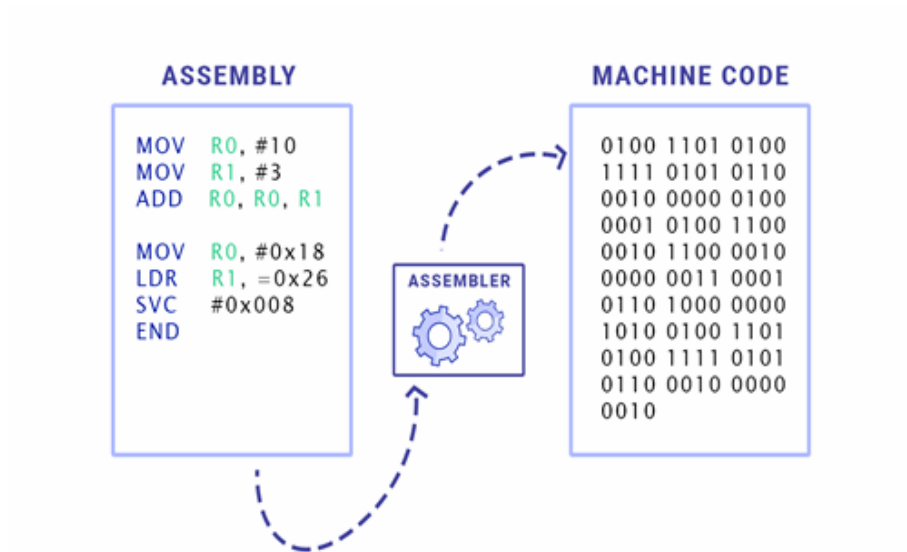 ASSEMBLY
MOV R0, #10
MOV R1, #3
ADD R0, R0, R1
MOV R0, #0x18
LDR R1, =0x26
SVC #0x008
END
ASSEMBLER
MACHINE CODE
0100 1101 0100
1111 0101 0110
0010 0000 0100
0001 0100 1100
0010 1100 0010
0000 0011 0001
0110 1000 0000
1010 0100 1101
0100 1111 0101
0110 0010 0000
0010